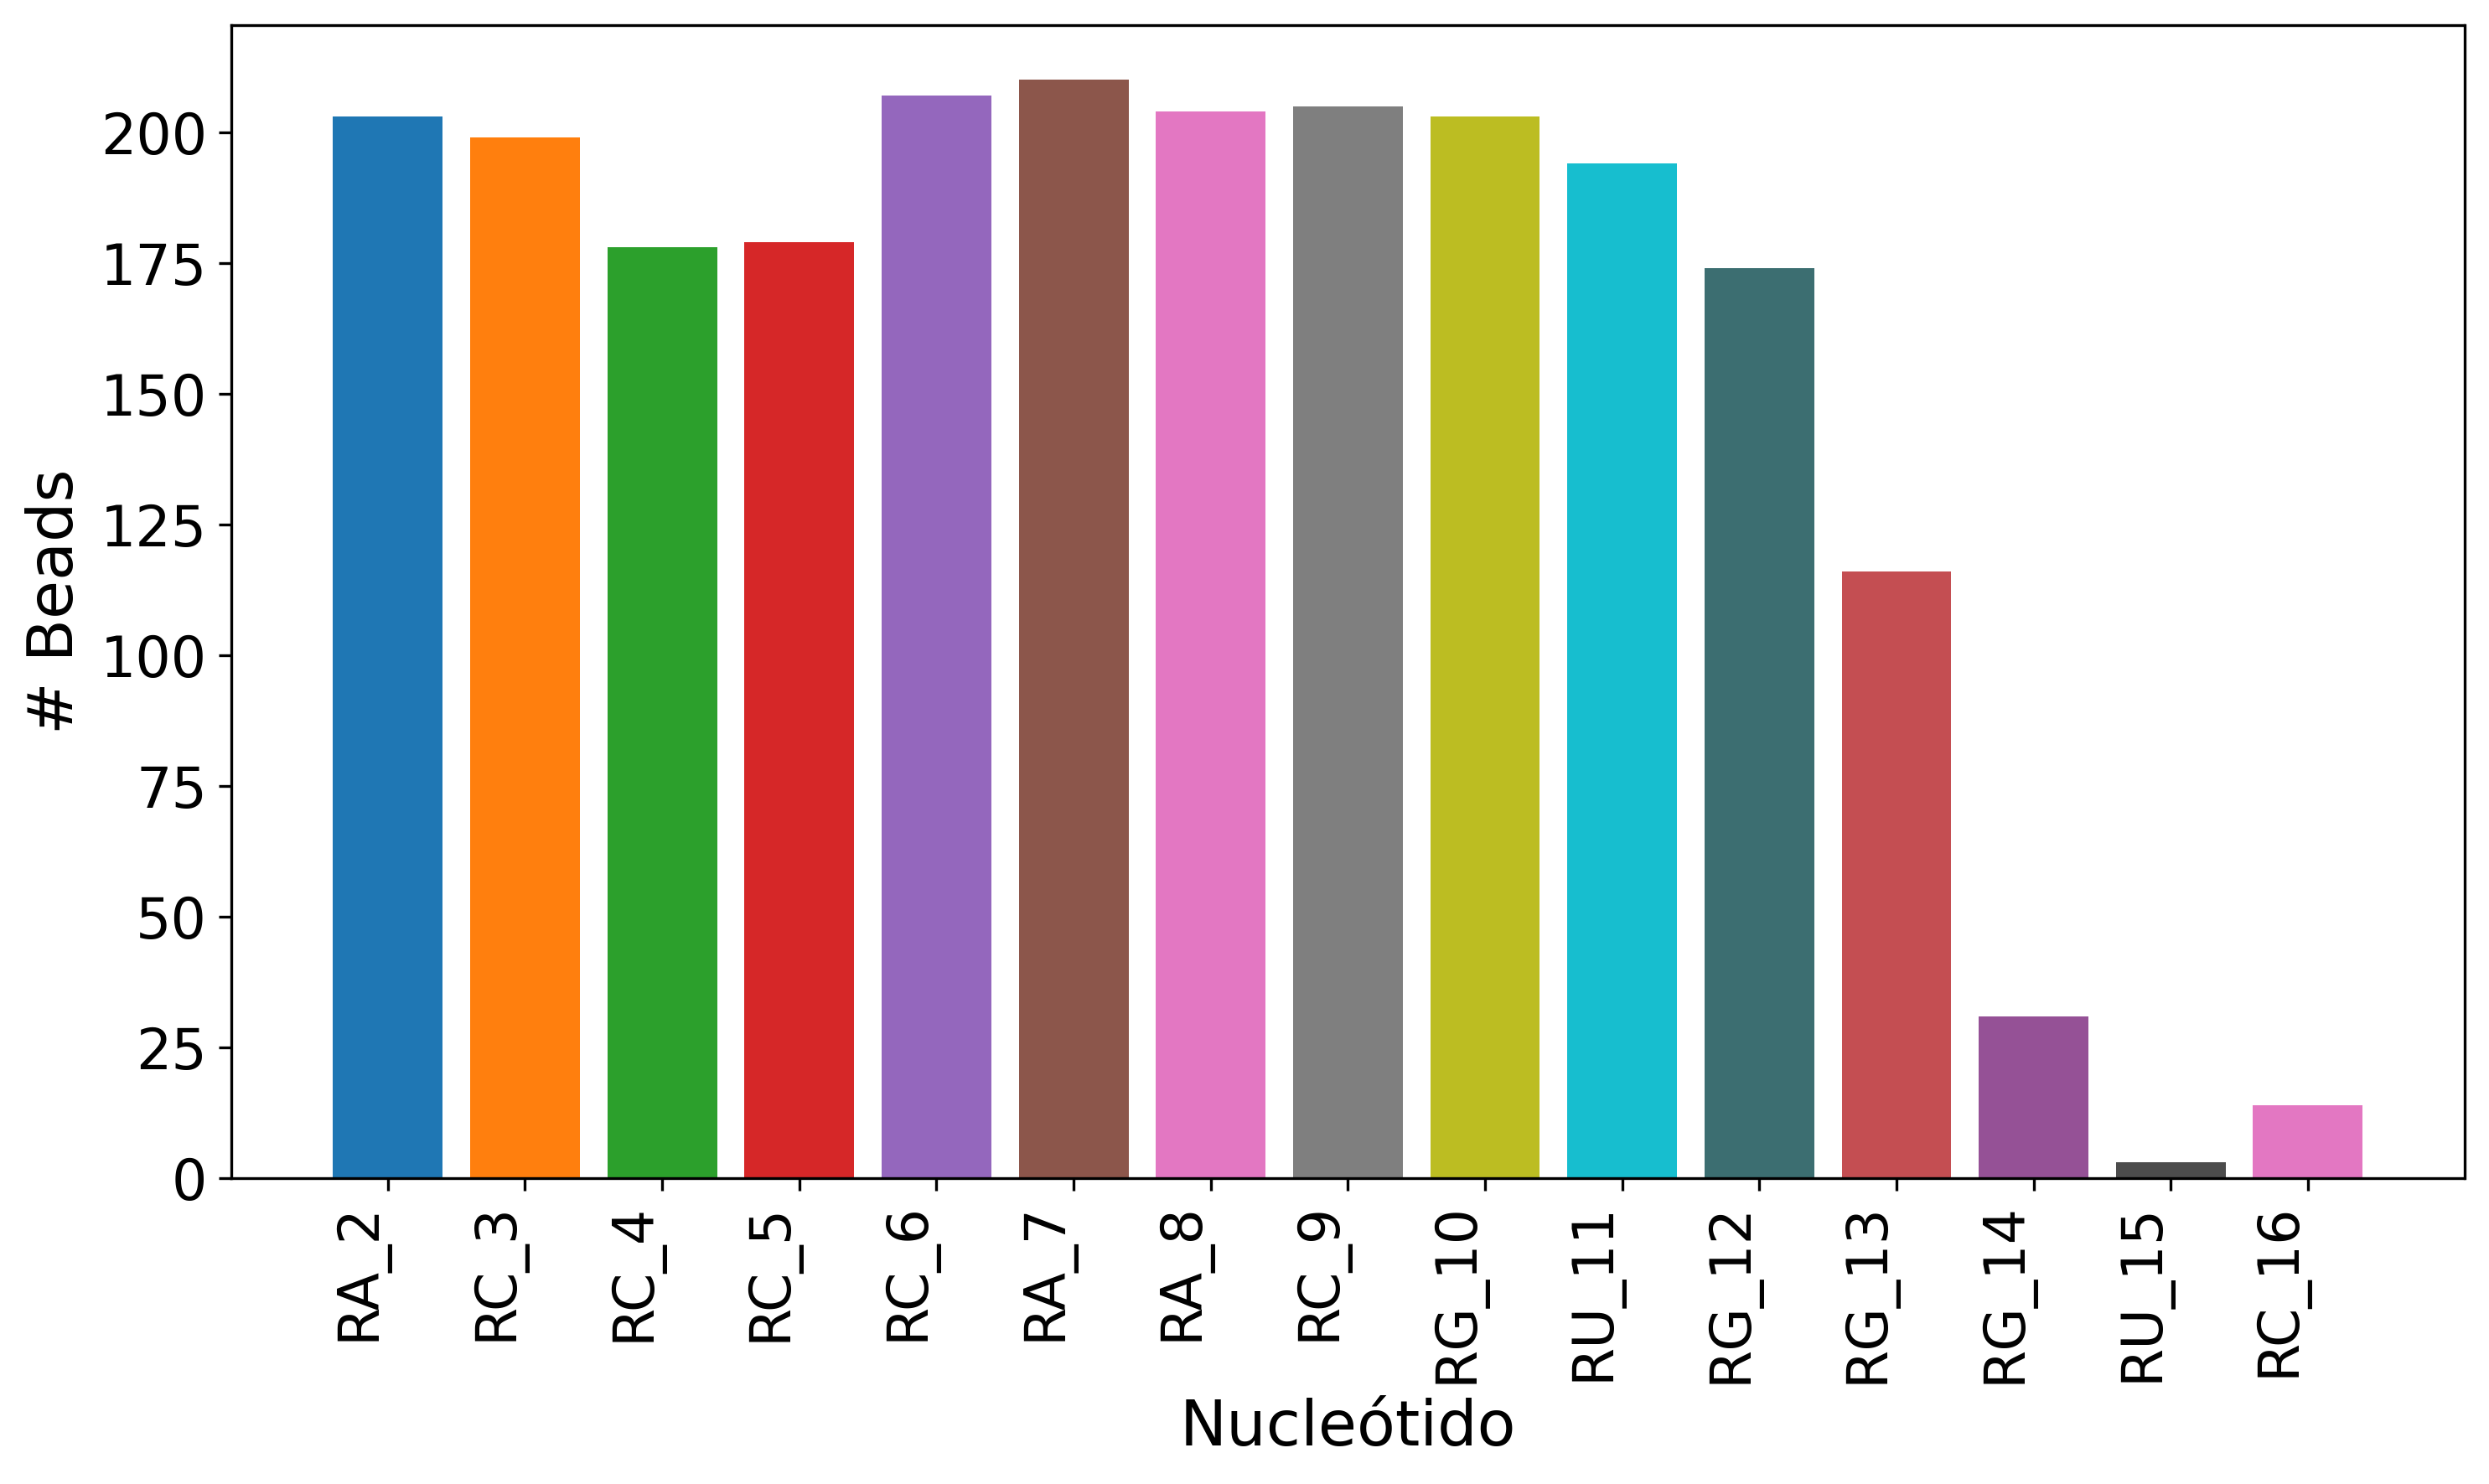 # Beads
200
175
150
125
100
75
50
25
0
RA_2
RC_3
RC_4
RC_5
RC_6
RA_7
RA_8
RC_9
RG_10
RU_11
RG_12
RG_13
RG_14
RU_15
RC_16
Nucleótido